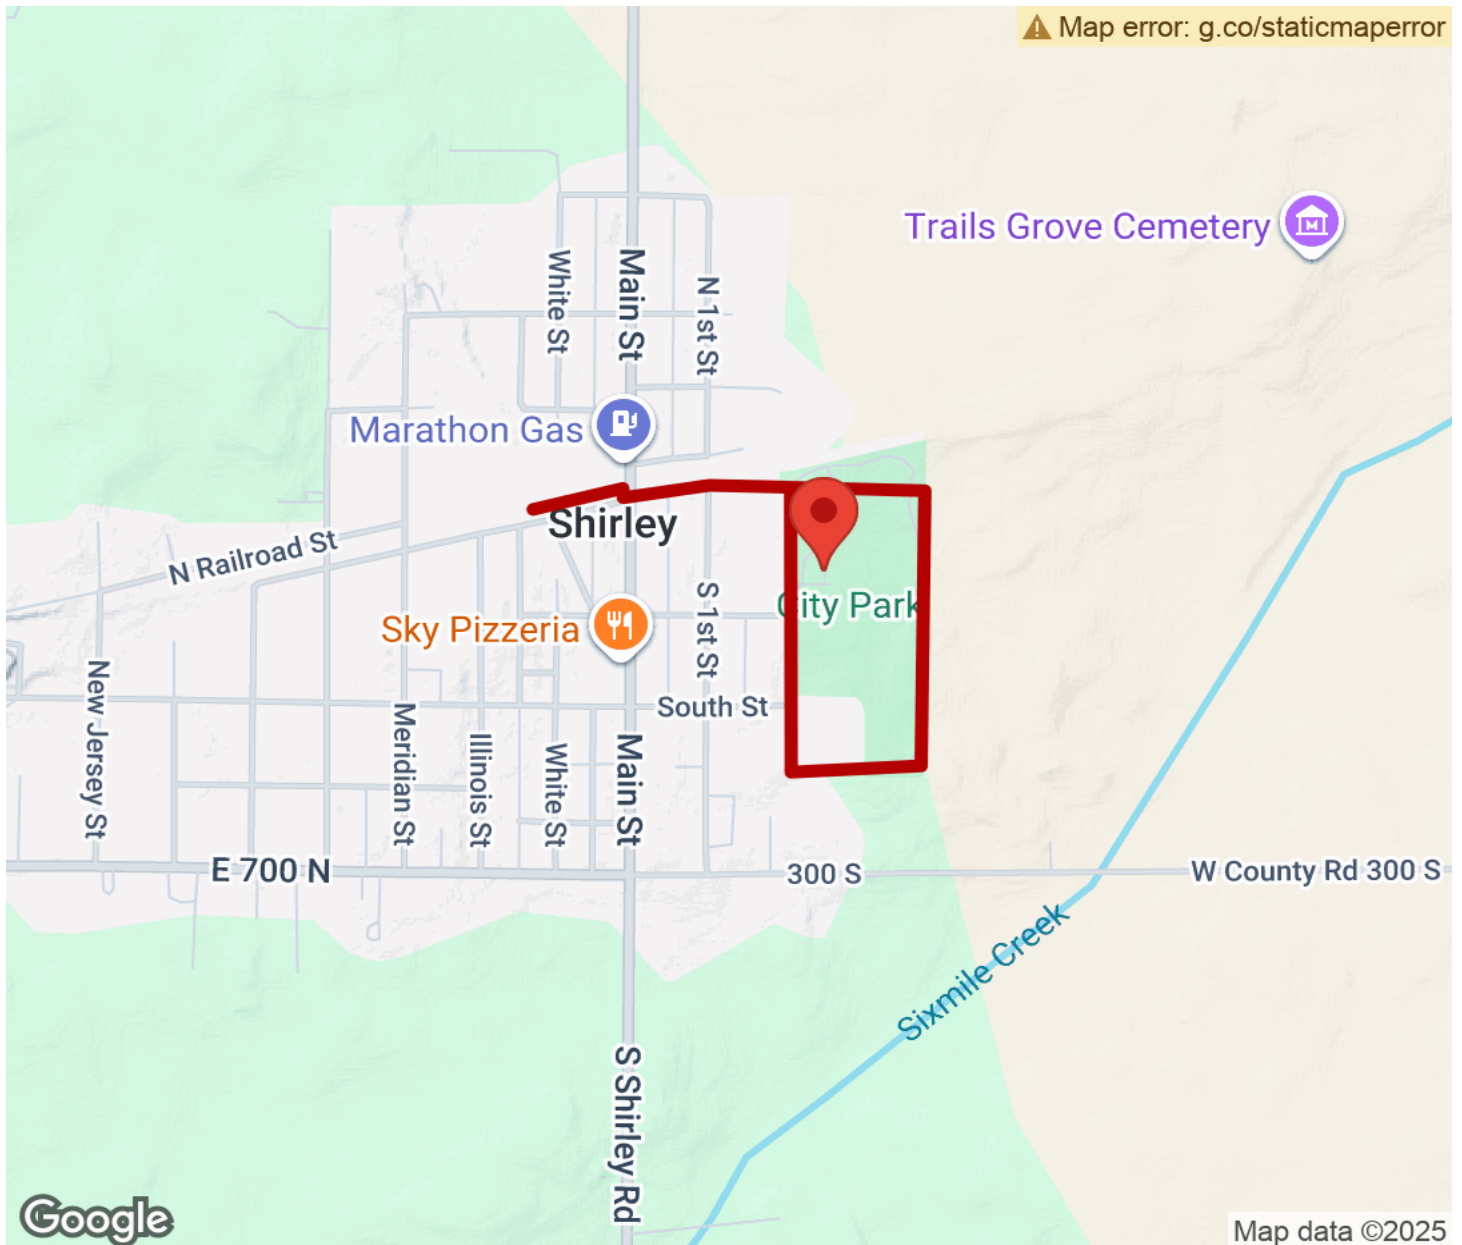 Map error: g.co/staticmaperror
Trails Grove Cemetery
White St
Main St
N 1st St
Marathon Gas
Shirley
N Railroad St
City Park
S 1st St
Sky Pizzeria
New Jersey St
South St
Meridian St
Illinois St
White St
Main St
E 700 N
300 S
W County Rd 300 S
Sixmile Creek
S Shirley Rd
Google
Map data ©2025